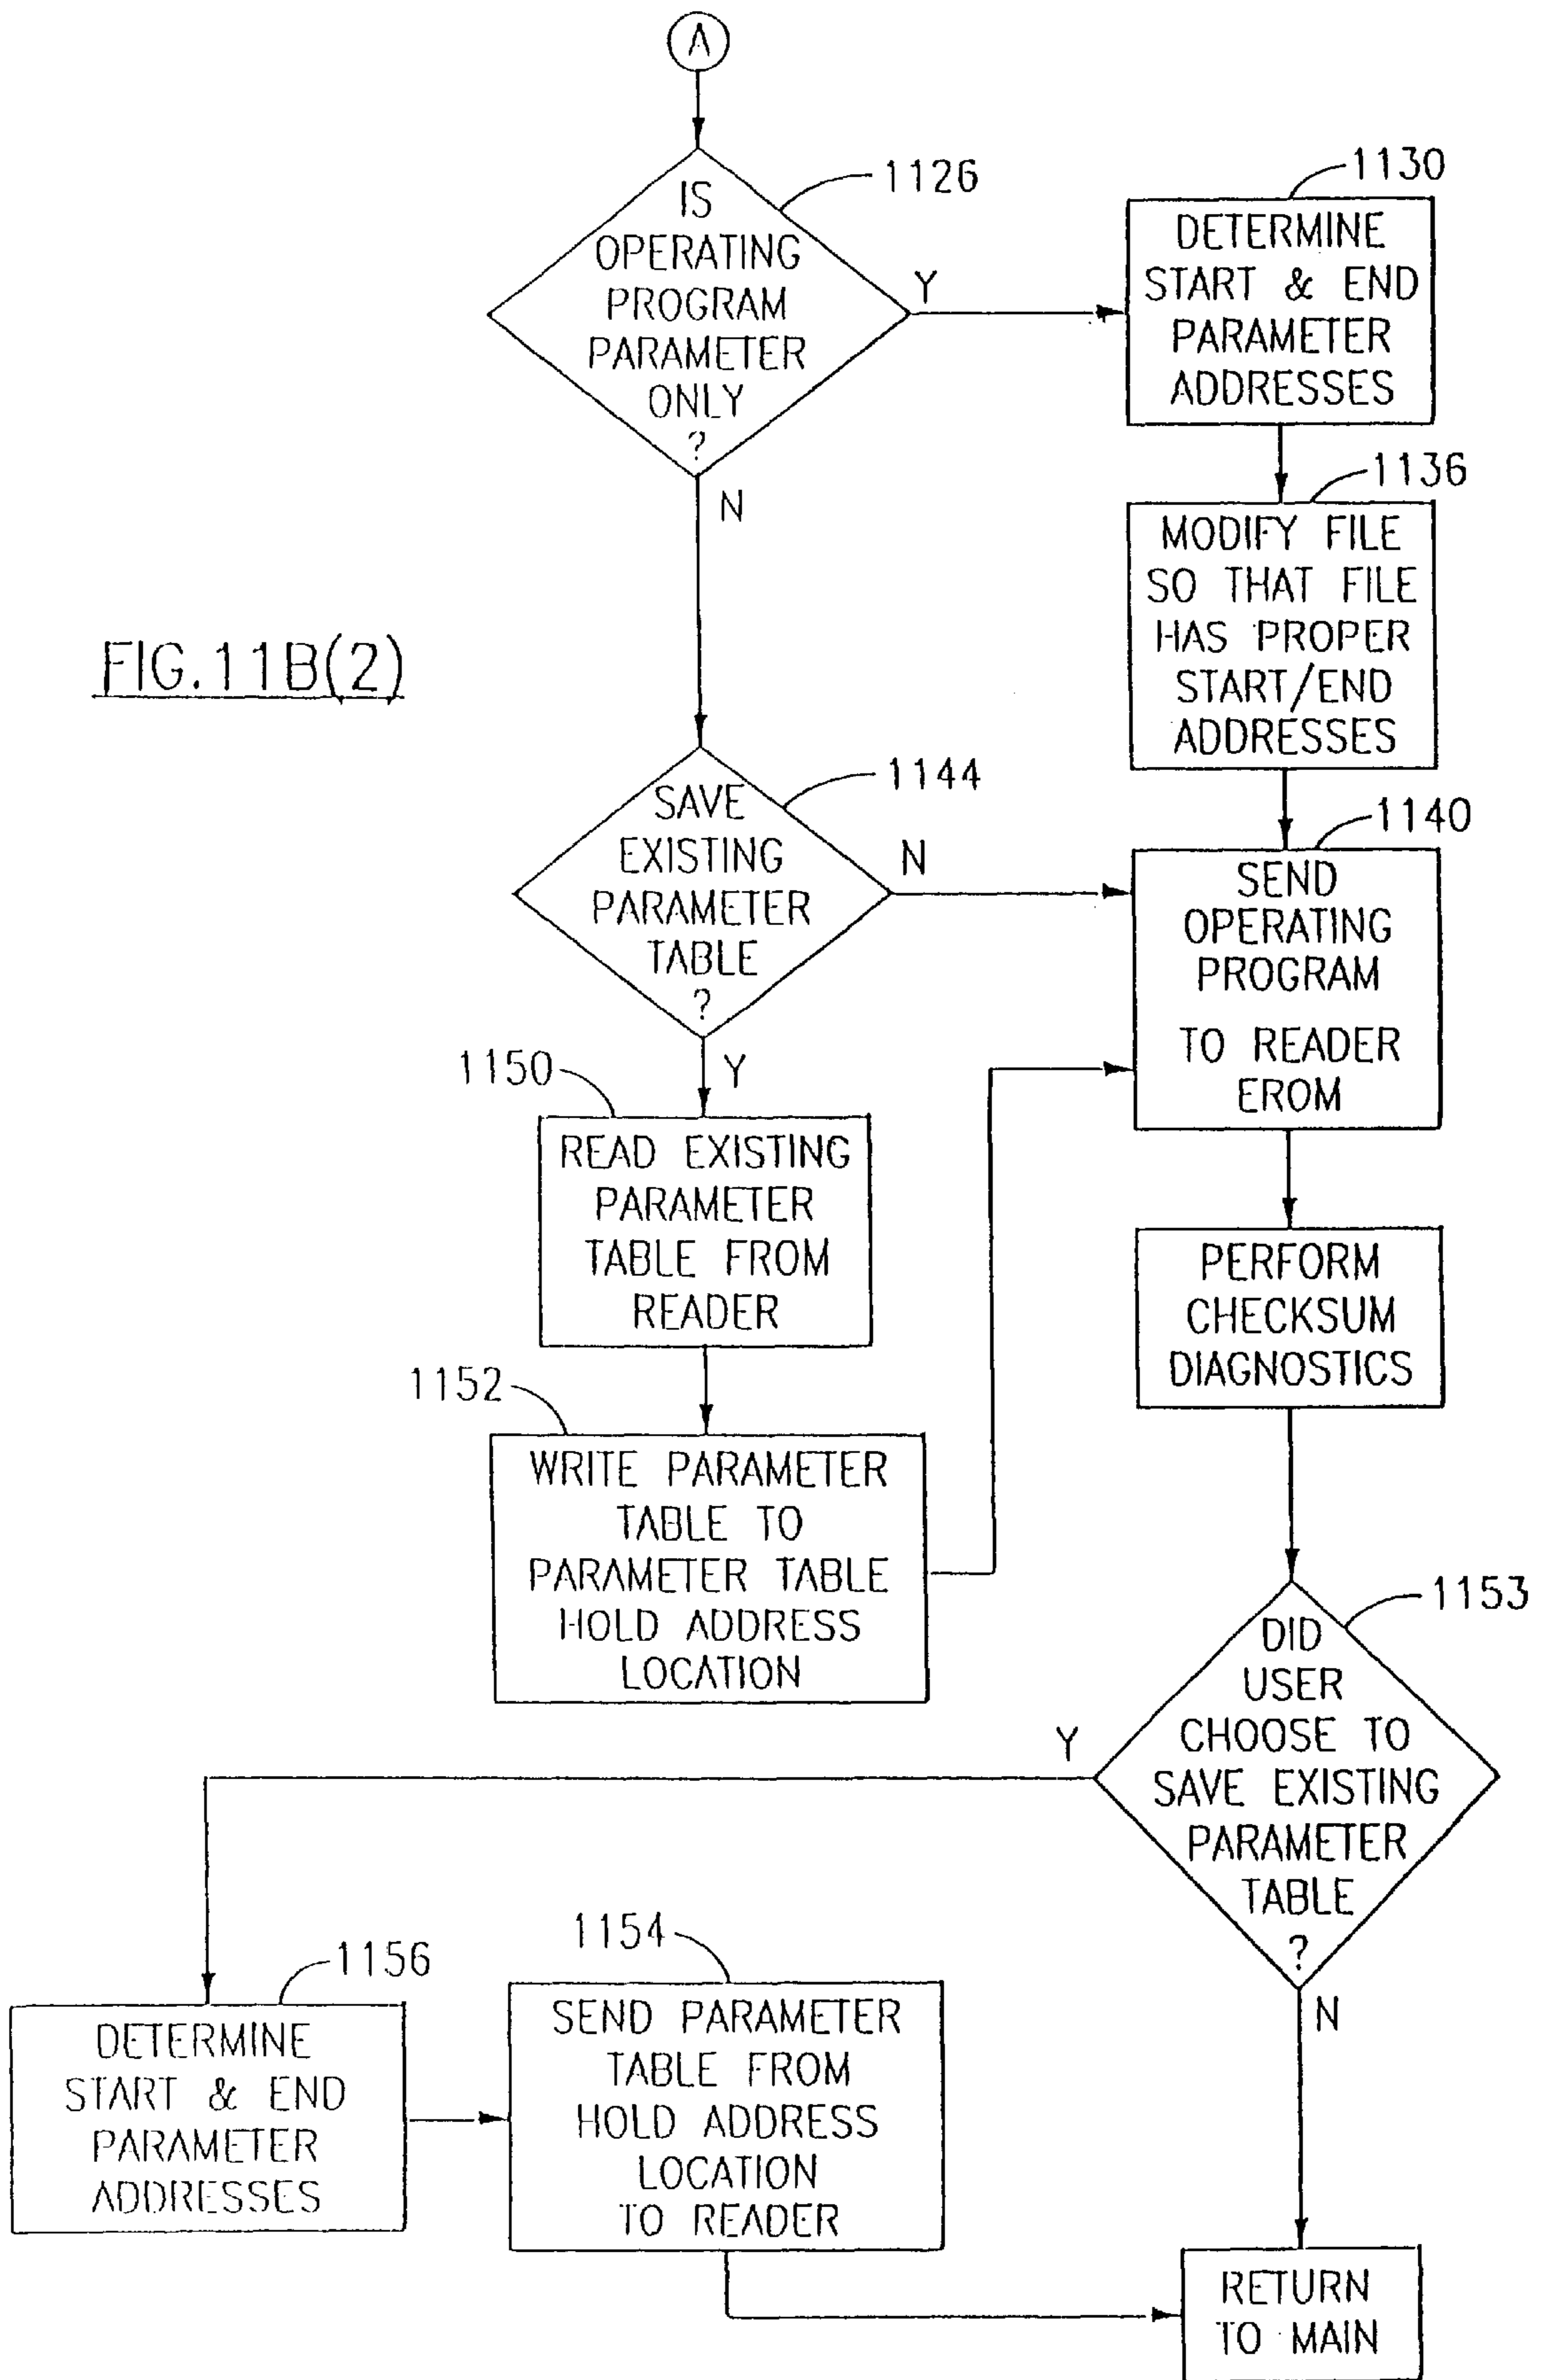 A
IS
OPERATING
PROGRAM
PARAMETER
ONLY
?
1126
Y
N
1130
DETERMINE
START & END
PARAMETER
ADDRESSES
1136
MODIFY FILE
SO THAT FILE
HAS PROPER
START/END
ADDRESSES
FIG.11B(2)
SAVE
EXISTING
PARAMETER
TABLE
?
1144
N
Y
1140
SEND
OPERATING
PROGRAM
TO READER
EROM
1150
READ EXISTING
PARAMETER
TABLE FROM
READER
PERFORM
CHECKSUM
DIAGNOSTICS
1152
WRITE PARAMETER
TABLE TO
PARAMETER TABLE
HOLD ADDRESS
LOCATION
1153
DID
USER
CHOOSE TO
SAVE EXISTING
PARAMETER
TABLE
?
Y
N
1156
DETERMINE
START & END
PARAMETER
ADDRESSES
1154
SEND PARAMETER
TABLE FROM
HOLD ADDRESS
LOCATION
TO READER
RETURN
TO MAIN